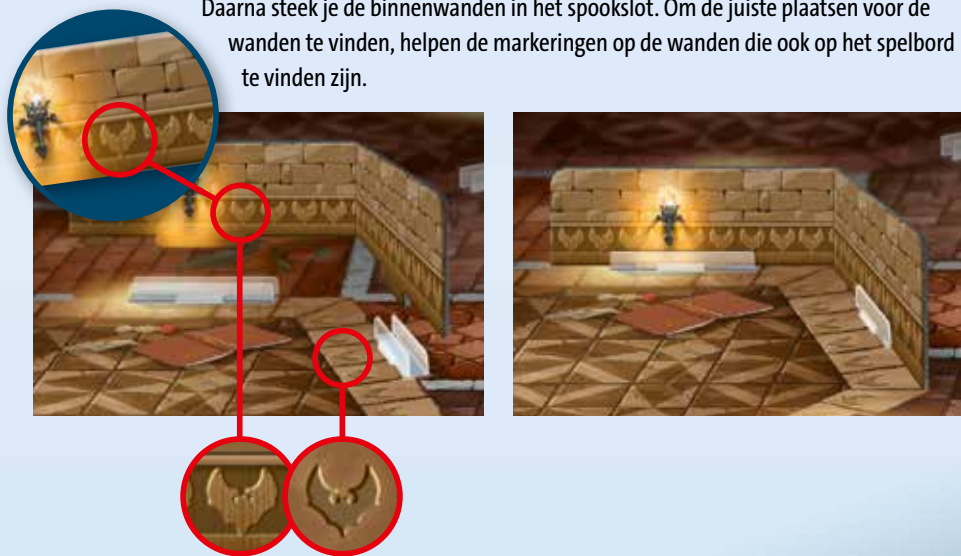 Daarna steek je de binnenwanden in het spookslot. Om de juiste plaatsen voor de
wanden te vinden, helpen de markeringen op de wanden die ook op het spelbord
te vinden zijn.